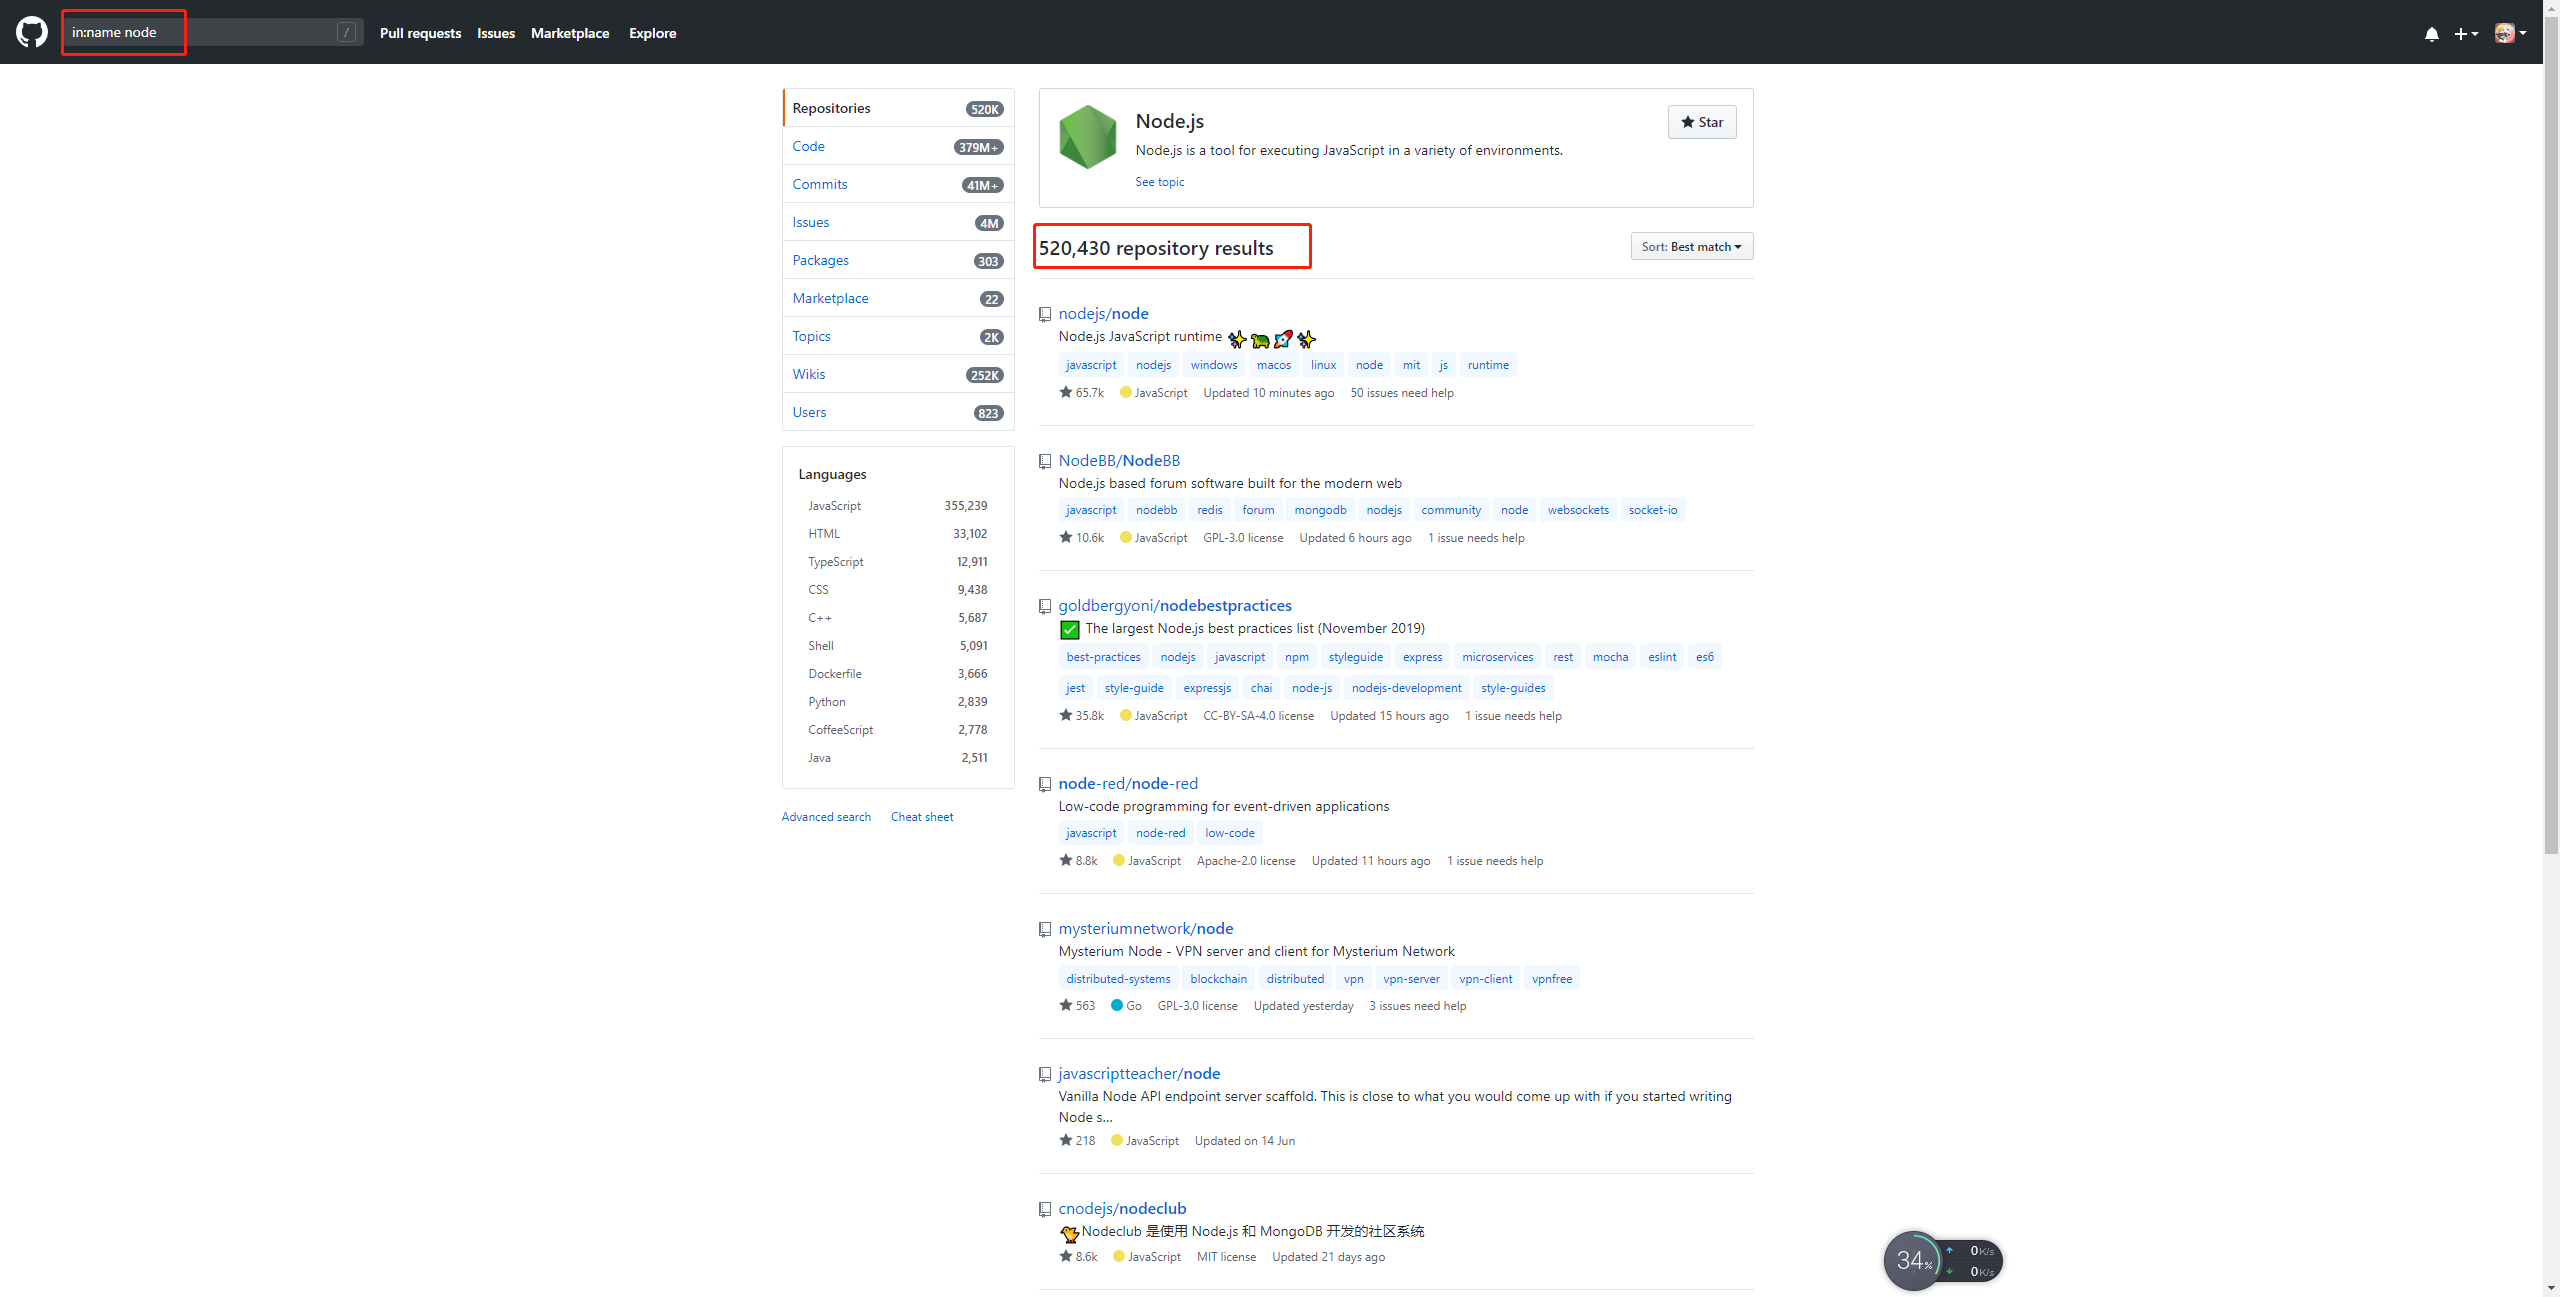 in:name node
/
Pull requests Issues Marketplace Explore
Repositories 520K
Code 379M+
Commits 41M+
Issues 4M
Packages 303
Marketplace 22
Topics 2K
Wikis 252K
Users 823
Languages
JavaScript 355,239
HTML 33,102
TypeScript 12,911
CSS 9,438
C++ 5,687
Shell 5,091
Dockerfile 3,666
Python 2,839
CoffeeScript 2,778
Java 2,511
Advanced search Cheat sheet
Node.js
Star
Node.js is a tool for executing JavaScript in a variety of environments.
See topic
520,430 repository results
Sort: Best match
nodejs/node
Node.js JavaScript runtime ✨🐢🚀✨
javascript nodejs windows macos linux node mit js runtime
65.7k JavaScript Updated 10 minutes ago 50 issues need help
NodeBB/NodeBB
Node.js based forum software built for the modern web
javascript nodebb redis forum mongodb nodejs community node websockets socket-io
10.6k JavaScript GPL-3.0 license Updated 6 hours ago 1 issue needs help
goldbergyoni/nodebestpractices
✅ The largest Node.js best practices list (November 2019)
best-practices nodejs javascript npm styleguide express microservices rest mocha eslint es6
jest style-guide expressjs chai node-js nodejs-development style-guides
35.8k JavaScript CC-BY-SA-4.0 license Updated 15 hours ago 1 issue needs help
node-red/node-red
Low-code programming for event-driven applications
javascript node-red low-code
8.8k JavaScript Apache-2.0 license Updated 11 hours ago 1 issue needs help
mysteriumnetwork/node
Mysterium Node - VPN server and client for Mysterium Network
distributed-systems blockchain distributed vpn vpn-server vpn-client vpnfree
563 Go GPL-3.0 license Updated yesterday 3 issues need help
javascriptteacher/node
Vanilla Node API endpoint server scaffold. This is close to what you would come up with if you started writing
Node s...
218 JavaScript Updated on 14 Jun
cnodejs/nodeclub
🐤Nodeclub 是使用 Node.js 和 MongoDB 开发的社区系统
8.6k JavaScript MIT license Updated 21 days ago
34%
0K/s
0K/s